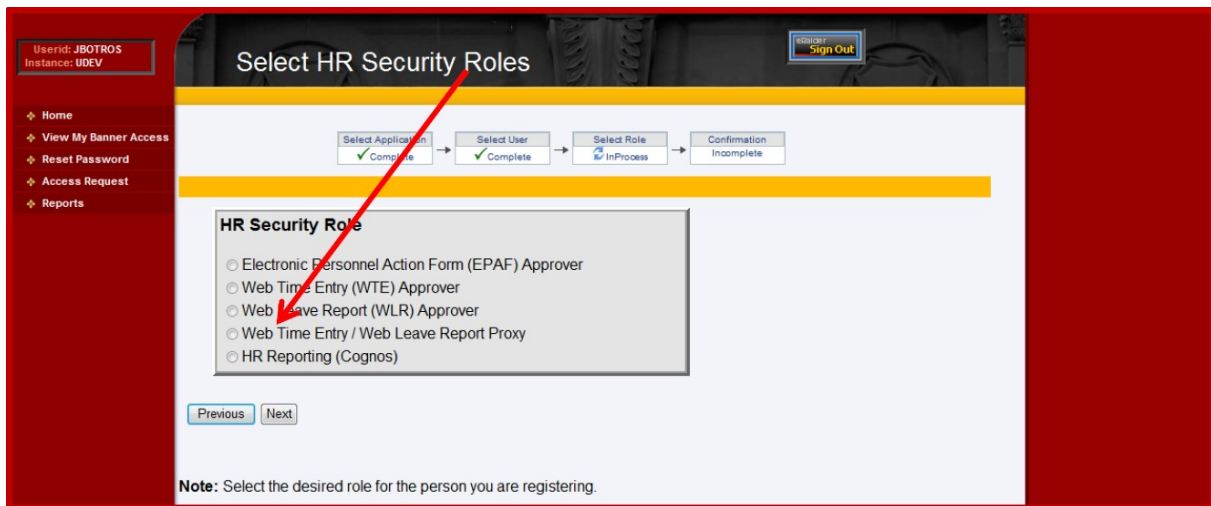 Userid: JBOTROS
Instance: UDEV
Select HR Security Roles
eRaider
Sign Out
Home
View My Banner Access
Reset Password
Access Request
Reports
Select Application
Complete
Select User
Complete
Select Role
InProcess
Confirmation
Incomplete
HR Security Role
Electronic Personnel Action Form (EPAF) Approver
Web Time Entry (WTE) Approver
Web Leave Report (WLR) Approver
Web Time Entry / Web Leave Report Proxy
HR Reporting (Cognos)
Previous Next
Note: Select the desired role for the person you are registering.